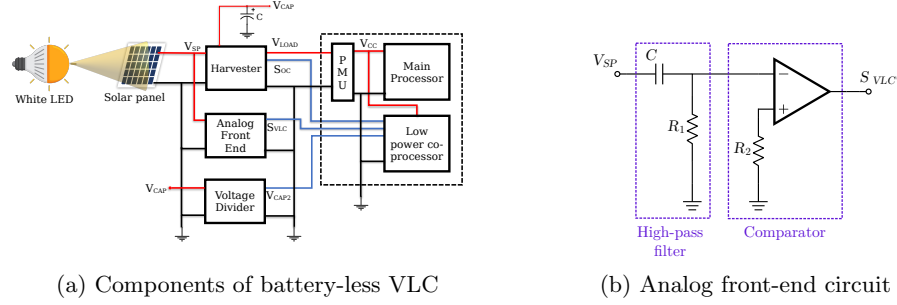 V_CAP
+
C
V_SP
V_LOAD
V_CC
Harvester
S_OC
P
M
U
Main
Processor
White LED
Solar panel
Analog
Front
End
S_VLC
Low
power co-
processor
V_CAP
Voltage
Divider
V_CAP2
(a) Components of battery-less VLC
V_SP
C
−
S_VLC
+
R_1
R_2
High-pass
filter
Comparator
(b) Analog front-end circuit